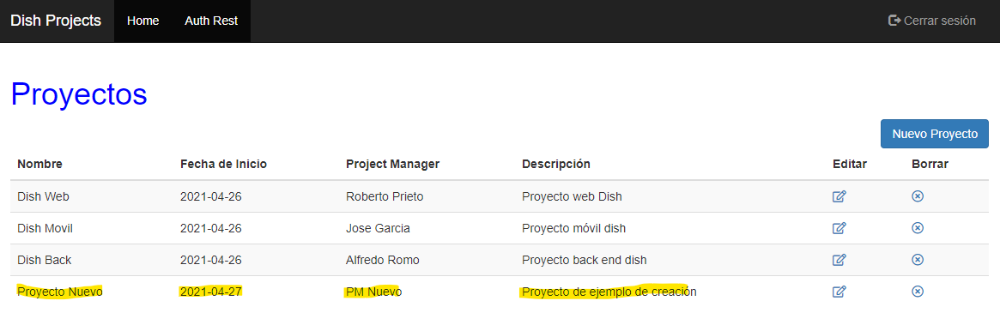 Dish Projects Home Auth Rest Cerrar sesión
Proyectos
Nuevo Proyecto
Nombre Fecha de Inicio Project Manager Descripción Editar Borrar
Dish Web 2021-04-26 Roberto Prieto Proyecto web Dish
Dish Movil 2021-04-26 Jose Garcia Proyecto móvil dish
Dish Back 2021-04-26 Alfredo Romo Proyecto back end dish
Proyecto Nuevo 2021-04-27 PM Nuevo Proyecto de ejemplo de creación